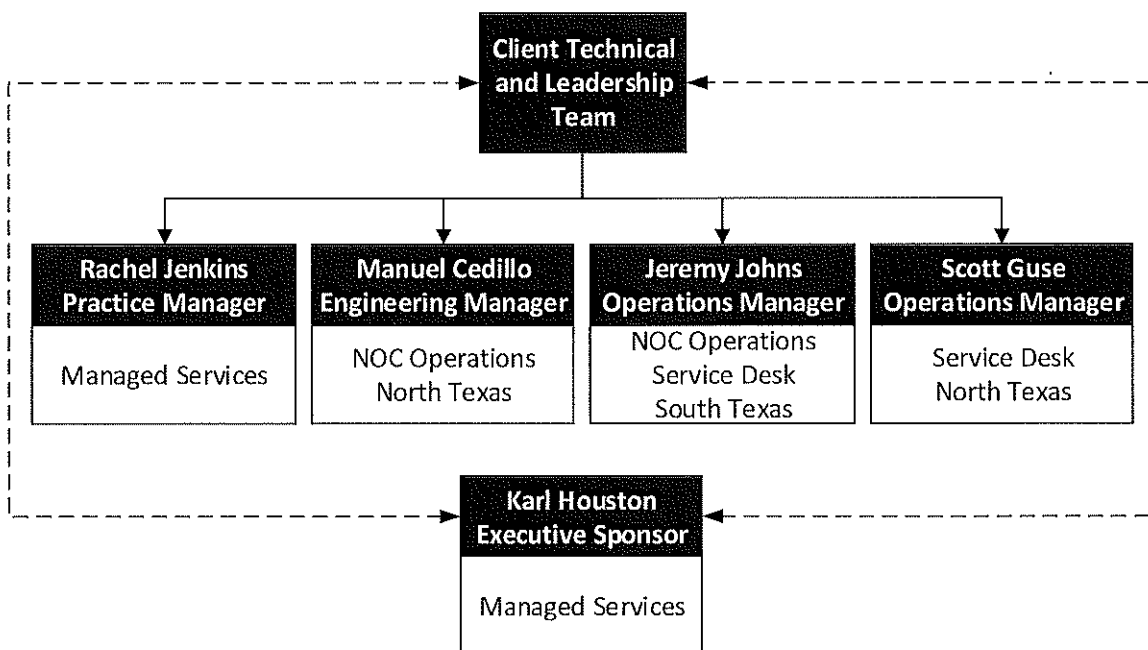 Client Technical
and Leadership
Team
Rachel Jenkins
Practice Manager
Managed Services
Manuel Cedillo
Engineering Manager
NOC Operations
North Texas
Jeremy Johns
Operations Manager
NOC Operations
Service Desk
South Texas
Scott Guse
Operations Manager
Service Desk
North Texas
Karl Houston
Executive Sponsor
Managed Services